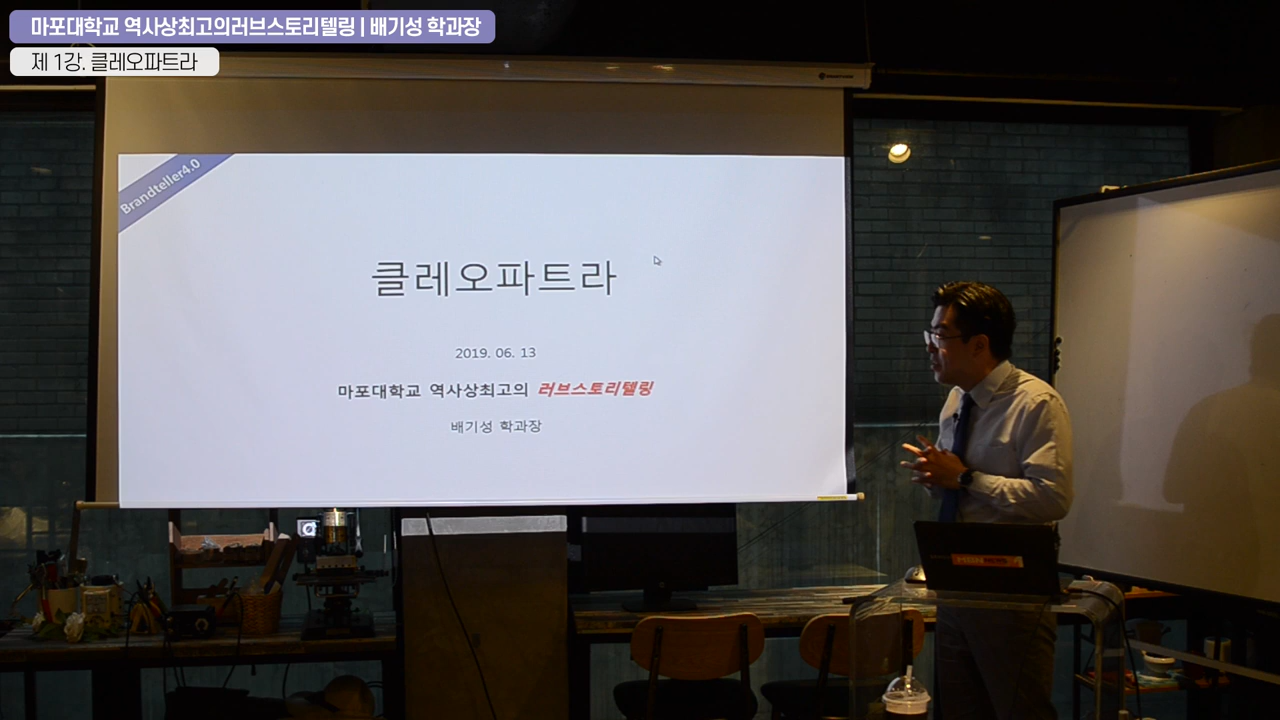 마포대학교 역사상최고의러브스토리텔링 | 배기성 학과장
제 1강. 클레오파트라
Brandteller4.0
클레오파트라
2019. 06. 13
마포대학교 역사상최고의 러브스토리텔링
배기성 학과장